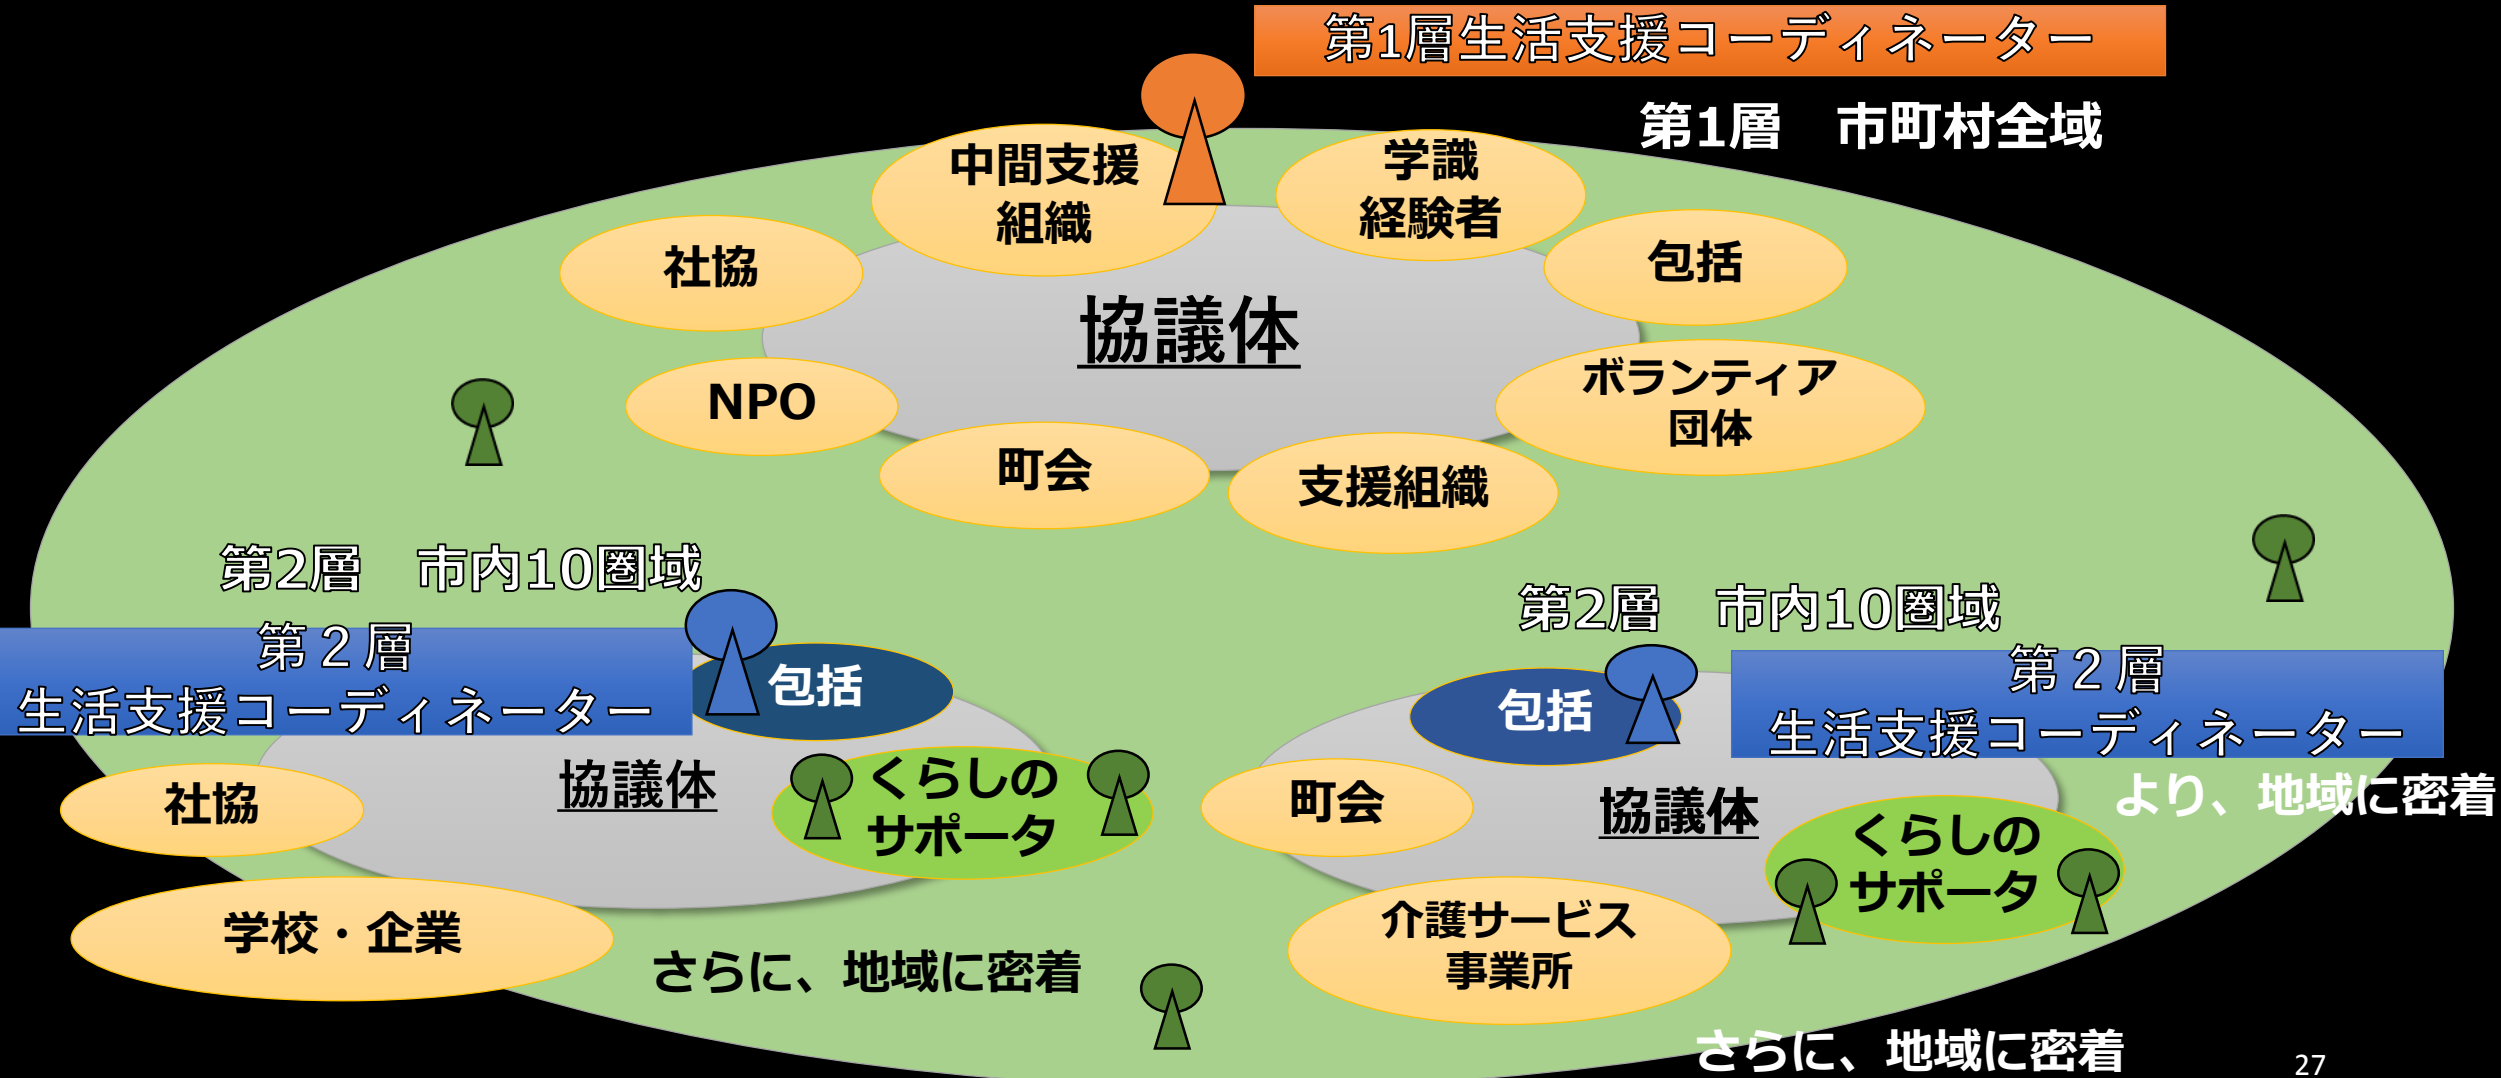 第1層生活支援コーディネーター
第1層　市町村全域
中間支援
組織
学識
経験者
社協
包括
協議体
NPO
ボランティア
団体
町会
支援組織
第2層　市内10圏域
第２層
生活支援コーディネーター
包括
協議体
くらしの
サポータ
社協
学校・企業
さらに、地域に密着
第2層　市内10圏域
第２層
生活支援コーディネーター
包括
より、地域に密着
町会
協議体
くらしの
サポータ
介護サービス
事業所
さらに、地域に密着
27